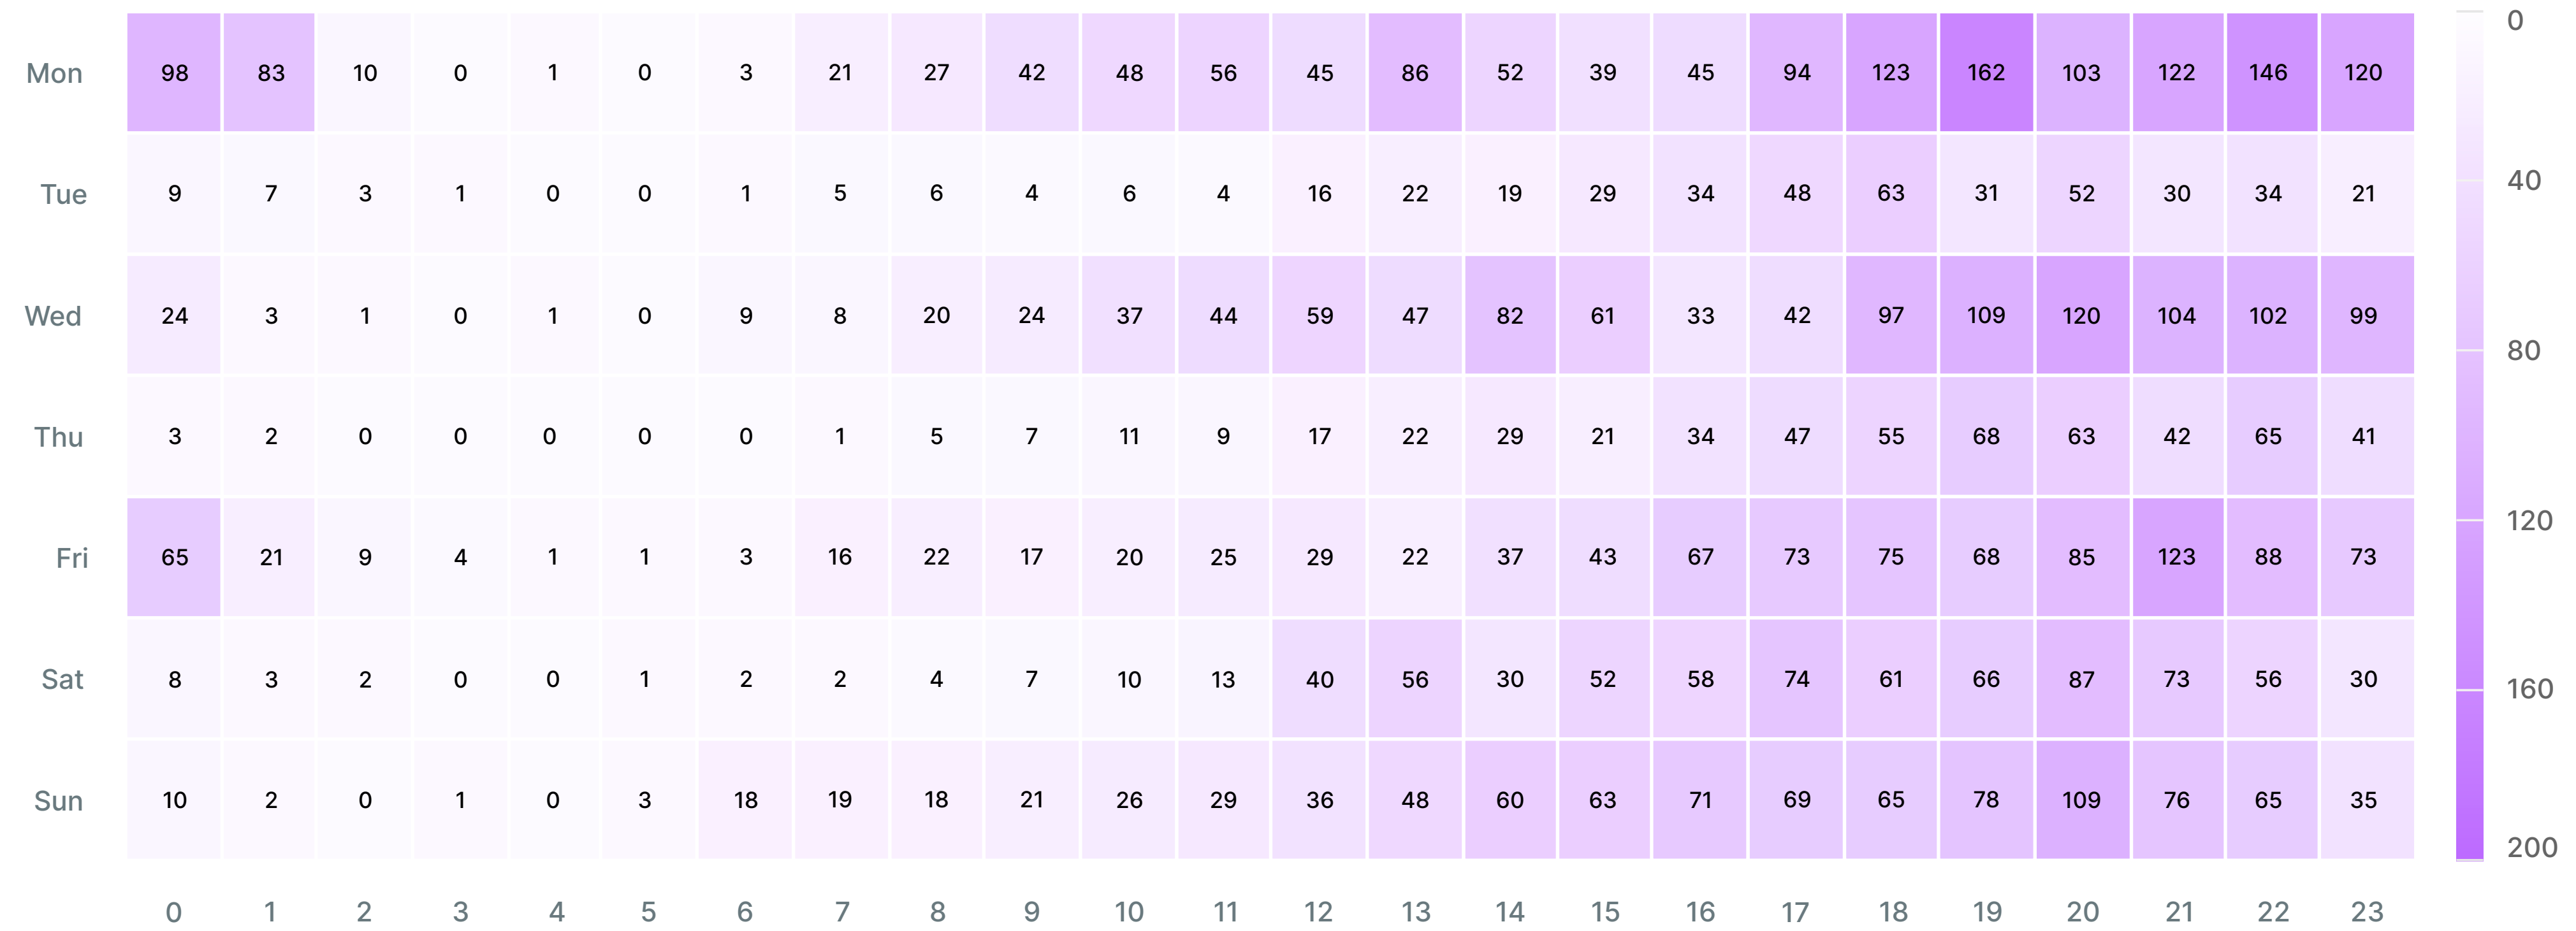 Mon 98 83 10 0 1 0 3 21 27 42 48 56 45 86 52 39 45 94 123 162 103 122 146 120
Tue 9 7 3 1 0 0 1 5 6 4 6 4 16 22 19 29 34 48 63 31 52 30 34 21
Wed 24 3 1 0 1 0 9 8 20 24 37 44 59 47 82 61 33 42 97 109 120 104 102 99
Thu 3 2 0 0 0 0 0 1 5 7 11 9 17 22 29 21 34 47 55 68 63 42 65 41
Fri 65 21 9 4 1 1 3 16 22 17 20 25 29 22 37 43 67 73 75 68 85 123 88 73
Sat 8 3 2 0 0 1 2 2 4 7 10 13 40 56 30 52 58 74 61 66 87 73 56 30
Sun 10 2 0 1 0 3 18 19 18 21 26 29 36 48 60 63 71 69 65 78 109 76 65 35
0 1 2 3 4 5 6 7 8 9 10 11 12 13 14 15 16 17 18 19 20 21 22 23
0
40
80
120
160
200